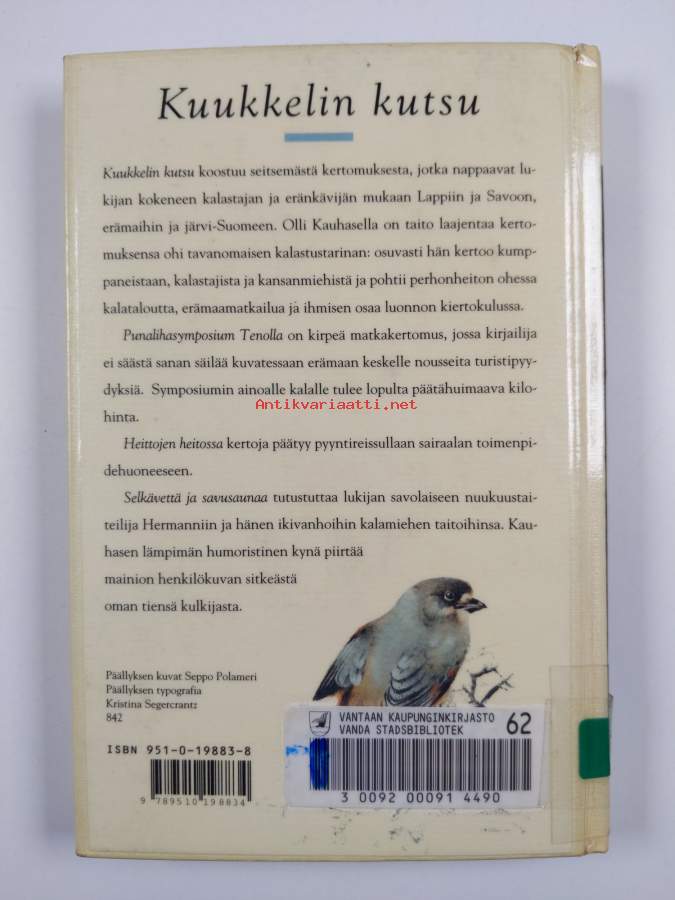 Kuukkelin kutsu
Kuukkelin kutsu koostuu seitsemästä kertomuksesta, jotka nappaavat lu-
kijan kokeneen kalastajan ja eränkävijän mukaan Lappiin ja Savoon,
erämaihin ja järvi-Suomeen. Olli Kauhasella on taito laajentaa kerto-
muksensa ohi tavanomaisen kalastustarinan: osuvasti hän kertoo kump-
paneistaan, kalastajista ja kansanmiehistä ja pohtii perhonheiton ohessa
kalataloutta, erämaamatkailua ja ihmisen osaa luonnon kiertokulussa.
Punalihasymposium Tenolla on kirpeä matkakertomus, jossa kirjailija
ei säästä sanan säilää kuvatessaan erämaan keskelle nousseita turistipyy-
dyksiä. Symposiumin ainoalle kalalle tulee lopulta päätähuimaava kilo-
hinta.
Antikvariaatti.net
Heittojen heitossa kertoja päätyy pyyntireissullaan sairaalan toimenpi-
dehuoneeseen.
Selkävettä ja savusaunaa tutustuttaa lukijan savolaiseen nuukuustai-
teilija Hermanniin ja hänen ikivanhoihin kalamiehen taitoihinsa. Kau-
hasen lämpimän humoristinen kynä piirtää
mainion henkilökuvan sitkeästä
oman tiensä kulkijasta.
Päällyksen kuvat Seppo Polameri
Päällyksen typografia
Kristina Segercrantz
842
ISBN 951-0-19883-8
9 789510 198834
VANTAAN KAUPUNGINKIRJASTO
VANDA STADSBIBLIOTEK
62
3 0092 00091 4490